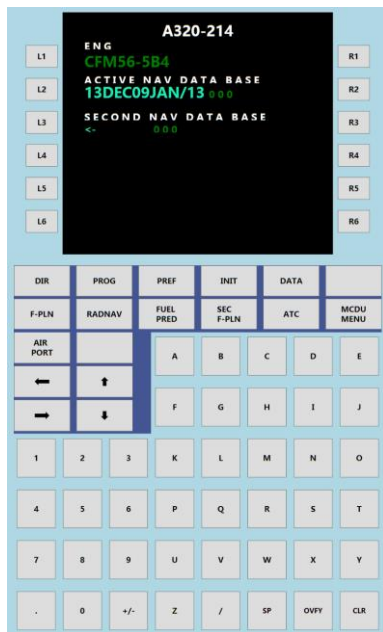 A320-214
ENG
CFM56-5B4
ACTIVE NAV DATA BASE
13DEC09JAN/13 000
SECOND NAV DATA BASE
<- 000
L1 R1
L2 R2
L3 R3
L4 R4
L5 R5
L6 R6
DIR PROG PREF INIT DATA
F-PLN RADNAV FUEL PRED SEC F-PLN ATC MCDU MENU
AIR PORT
A B C D E
← ↑
→ ↓
F G H I J
1 2 3 K L M N O
4 5 6 P Q R S T
7 8 9 U V W X Y
. 0 +/- Z / SP OVFY CLR